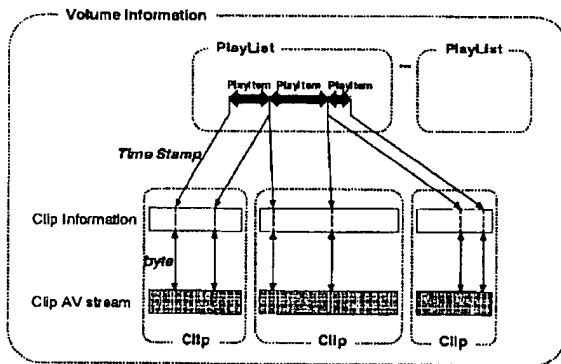 Volume Information
PlayList
PlayList
PlayItem PlayItem PlayItem
Time Stamp
Clip Information
byte
Clip AV stream
Clip
Clip
Clip